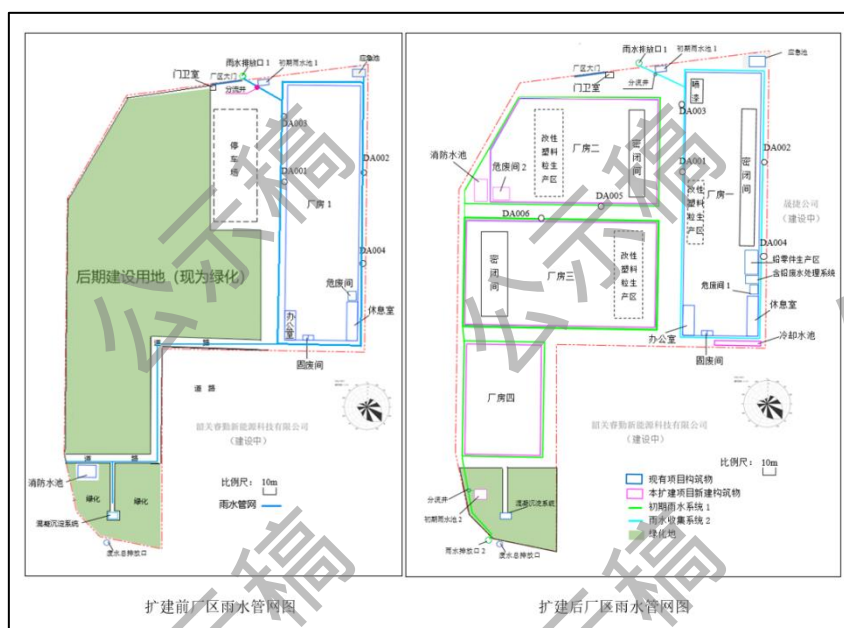 雨水排放口 1
初期雨水池 1
应急池
门卫室
厂区大门
分流井
停车场
DA003
DA001
DA002
DA004
厂房 1
后期建设用地（现为绿化）
危废间
休息室
办公室
固废间
道 路
道 路
韶关睿勤新能源科技有限公司
（建设中）
道 路
消防水池
绿化
绿化
混凝沉淀系统
废水总排放口
比例尺： 10m
雨水管网
扩建前厂区雨水管网图
雨水排放口 1
初期雨水池 1
应急池
厂区大门
门卫室
分流井
喷漆
DA003
DA001
DA002
DA004
消防水池
危废间 2
改性塑料粒生产区
厂房二
密闭间
DA005
DA006
厂房一
密闭间
改性塑料粒生产区
晟捷公司
（建设中）
铅零件生产区
含铅废水处理系统
危废间 1
休息室
冷却水池
办公室
固废间
密闭间
厂房三
改性塑料粒生产区
厂房四
韶关睿勤新能源科技有限公司
（建设中）
比例尺： 10m
现有项目构筑物
本扩建项目新建构筑物
初期雨水系统 1
雨水收集系统 2
绿化地
分流井
初期雨水池 2
混凝沉淀系统
雨水排放口 2
废水总排放口
扩建后厂区雨水管网图
公示稿
公示稿
公示稿
公示稿